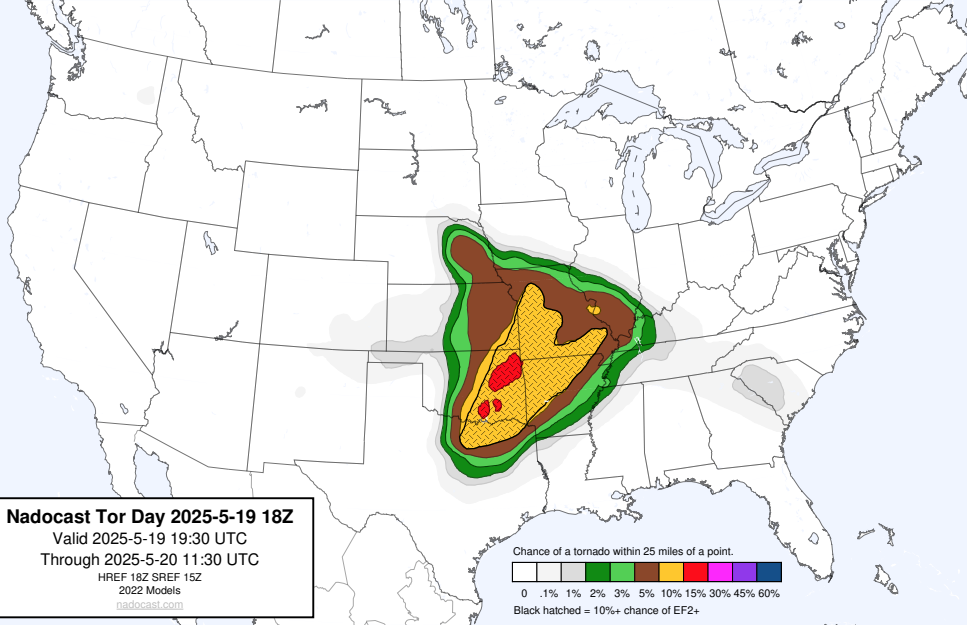 Nadocast Tor Day 2025-5-19 18Z
Valid 2025-5-19 19:30 UTC
Through 2025-5-20 11:30 UTC
HREF 18Z SREF 15Z
2022 Models
nadocast.com
Chance of a tornado within 25 miles of a point.
0 .1% 1% 2% 3% 5% 10% 15% 30% 45% 60%
Black hatched = 10%+ chance of EF2+